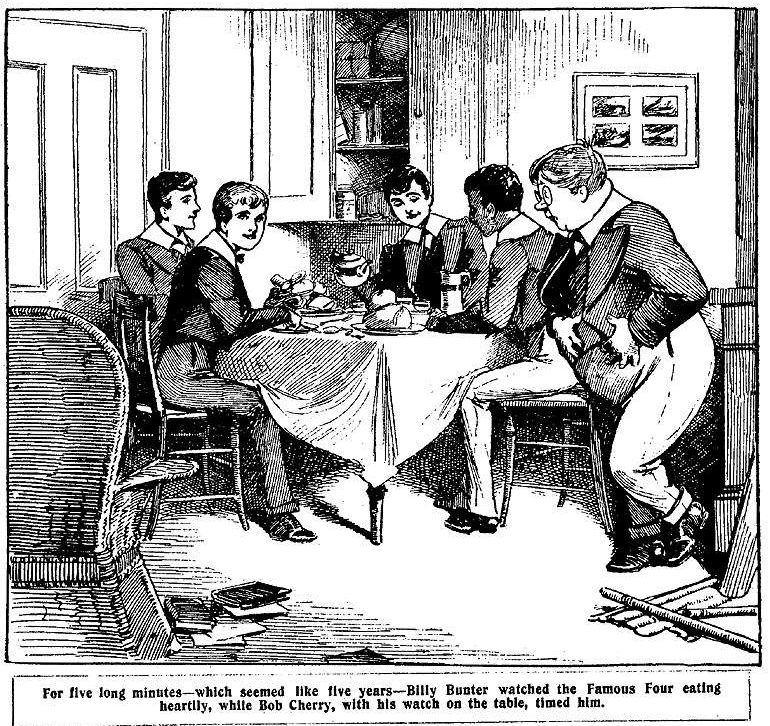 For five long minutes—which seemed like five years—Billy Bunter watched the Famous Four eating
heartily, while Bob Cherry, with his watch on the table, timed him.